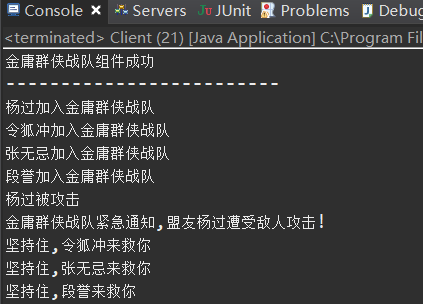 Console Servers JUnit Problems Debug
<terminated> Client (21) [Java Application] C:\Program Fil
金庸群侠战队组件成功
-------------------------
杨过加入金庸群侠战队
令狐冲加入金庸群侠战队
张无忌加入金庸群侠战队
段誉加入金庸群侠战队
杨过被攻击
金庸群侠战队紧急通知,盟友杨过遭受敌人攻击!
坚持住,令狐冲来救你
坚持住,张无忌来救你
坚持住,段誉来救你